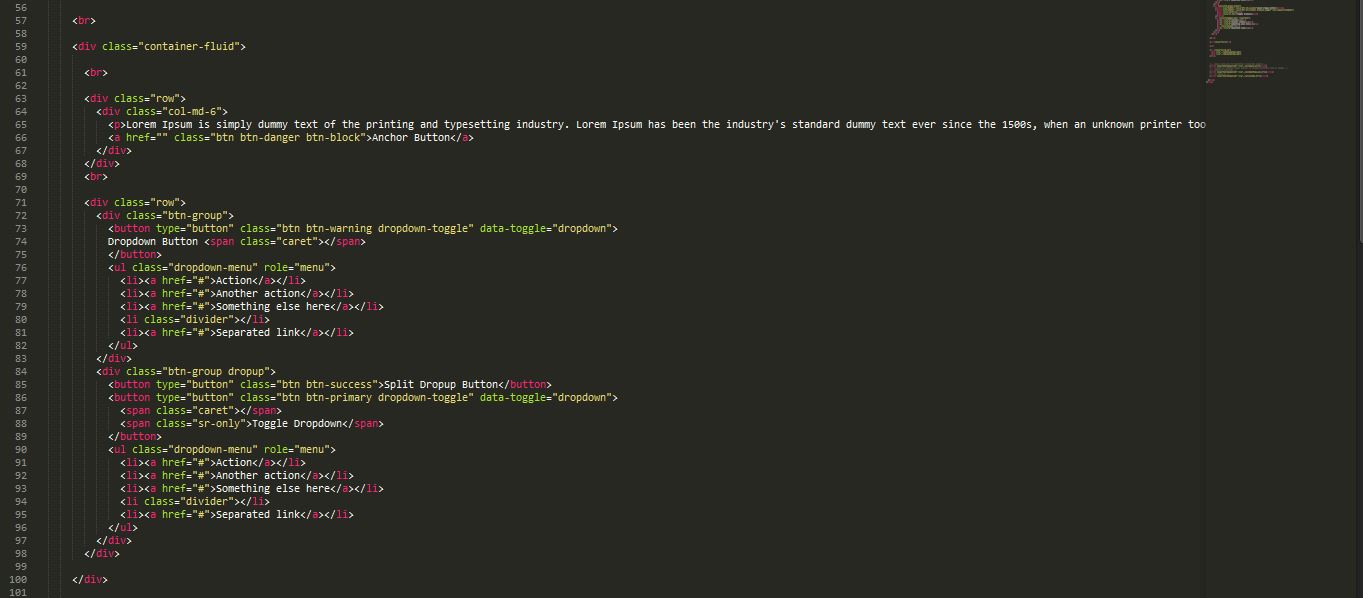 56
57 <br>
58
59 <div class="container-fluid">
60
61 <br>
62
63 <div class="row">
64 <div class="col-md-6">
65 <p>Lorem Ipsum is simply dummy text of the printing and typesetting industry. Lorem Ipsum has been the industry's standard dummy text ever since the 1500s, when an unknown printer too
66 <a href="" class="btn btn-danger btn-block">Anchor Button</a>
67 </div>
68 </div>
69 <br>
70
71 <div class="row">
72 <div class="btn-group">
73 <button type="button" class="btn btn-warning dropdown-toggle" data-toggle="dropdown">
74 Dropdown Button <span class="caret"></span>
75 </button>
76 <ul class="dropdown-menu" role="menu">
77 <li><a href="#">Action</a></li>
78 <li><a href="#">Another action</a></li>
79 <li><a href="#">Something else here</a></li>
80 <li class="divider"></li>
81 <li><a href="#">Separated link</a></li>
82 </ul>
83 </div>
84 <div class="btn-group dropup">
85 <button type="button" class="btn btn-success">Split Dropup Button</button>
86 <button type="button" class="btn btn-primary dropdown-toggle" data-toggle="dropdown">
87 <span class="caret"></span>
88 <span class="sr-only">Toggle Dropdown</span>
89 </button>
90 <ul class="dropdown-menu" role="menu">
91 <li><a href="#">Action</a></li>
92 <li><a href="#">Another action</a></li>
93 <li><a href="#">Something else here</a></li>
94 <li class="divider"></li>
95 <li><a href="#">Separated link</a></li>
96 </ul>
97 </div>
98 </div>
99
100 </div>
101